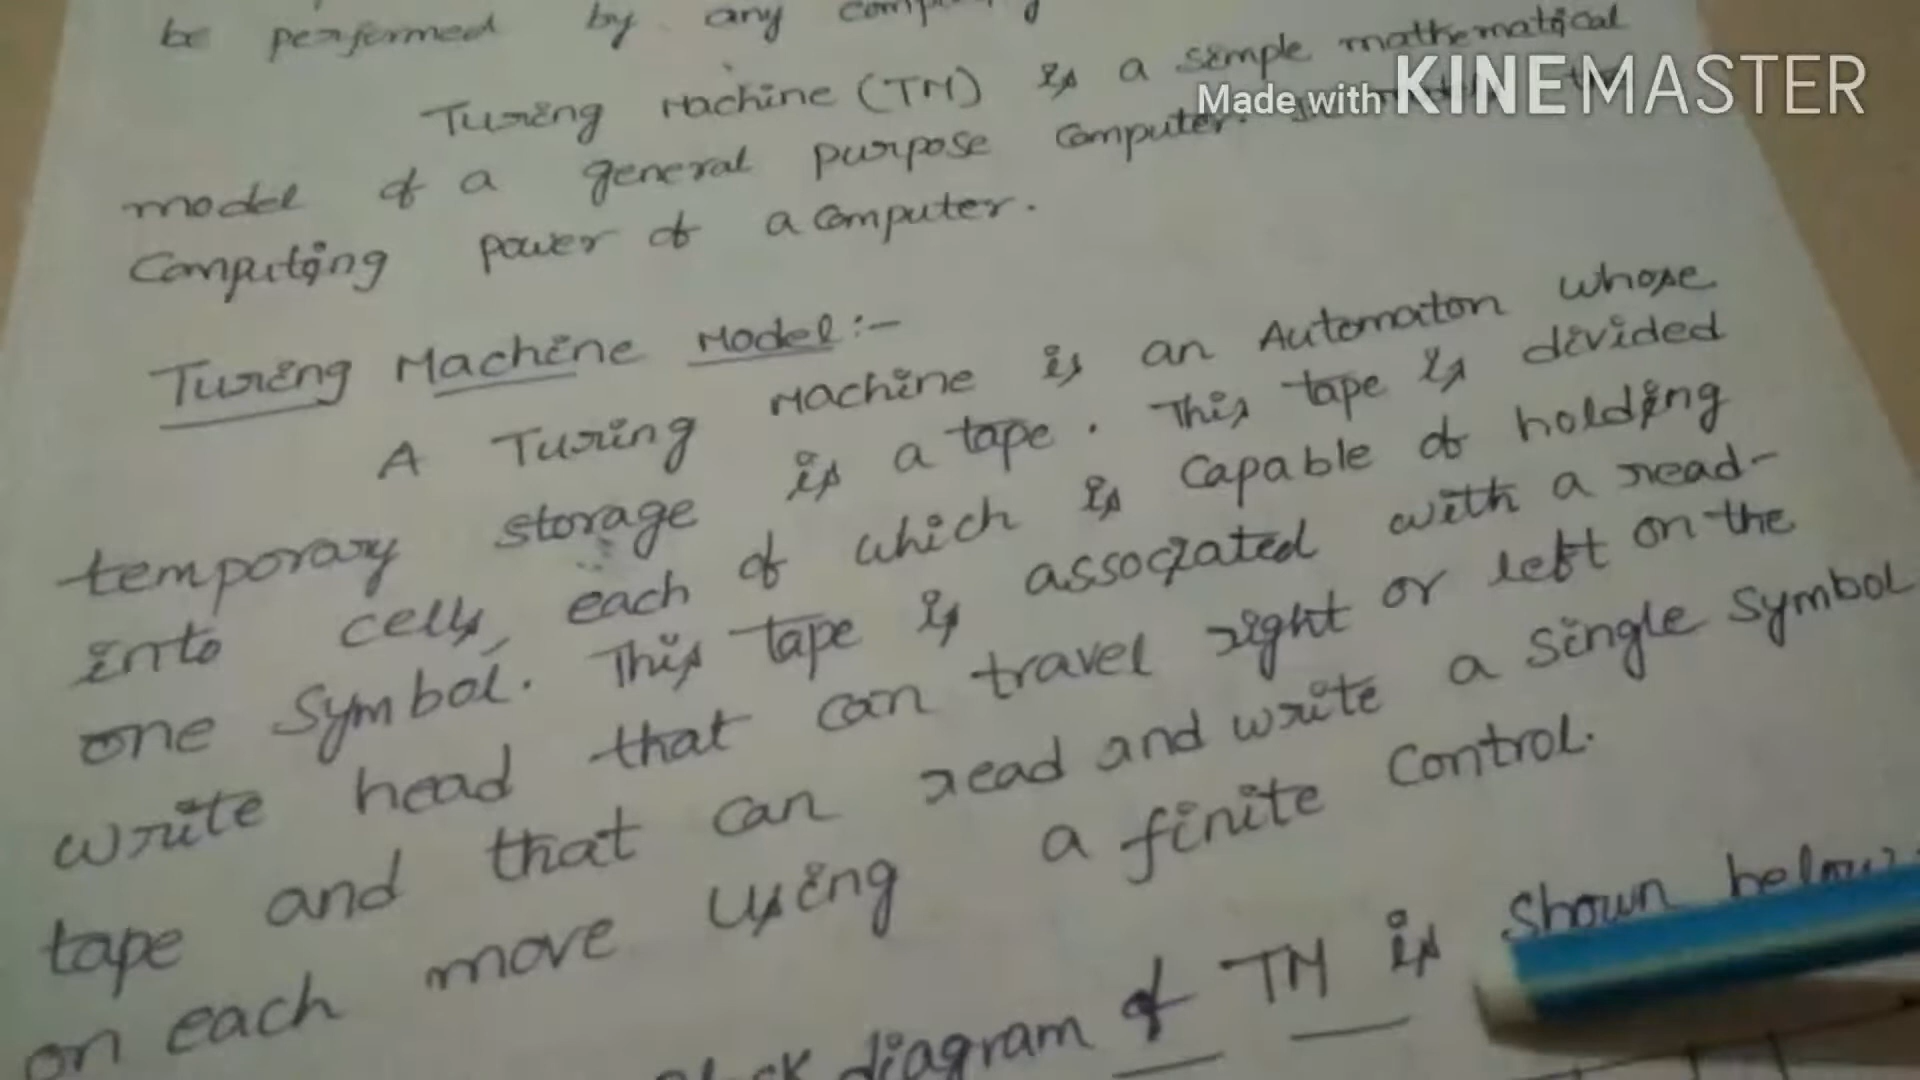 be performed by any
Turing Machine (TM) is a simple mathematical
Made with KINEMASTER
model of a general purpose computer.
Computing power of a computer.
Turing Machine Model:-
A Turing Machine is an Automaton whose
temporary storage is a tape. This tape is divided
into cells, each of which is capable of holding
one symbol. This tape is associated with a read-
write head that can travel right or left on the
tape and that can read and write a single symbol
on each move using a finite control.
diagram of TM is shown below